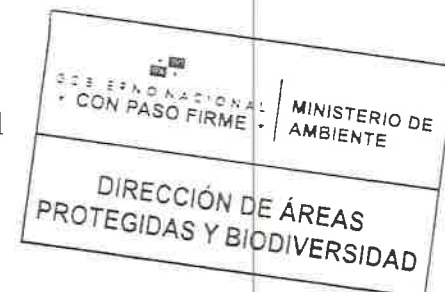 GOBIERNO NACIONAL
• CON PASO FIRME •
MINISTERIO DE
AMBIENTE
DIRECCIÓN DE ÁREAS
PROTEGIDAS Y BIODIVERSIDAD